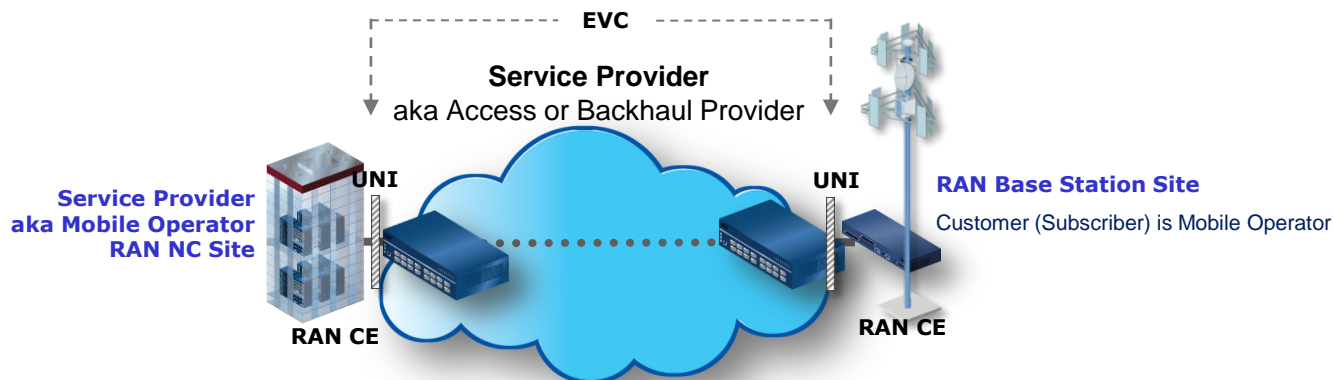 EVC
Service Provider
aka Access or Backhaul Provider
UNI
UNI
Service Provider
aka Mobile Operator
RAN NC Site
RAN Base Station Site
Customer (Subscriber) is Mobile Operator
RAN CE
RAN CE